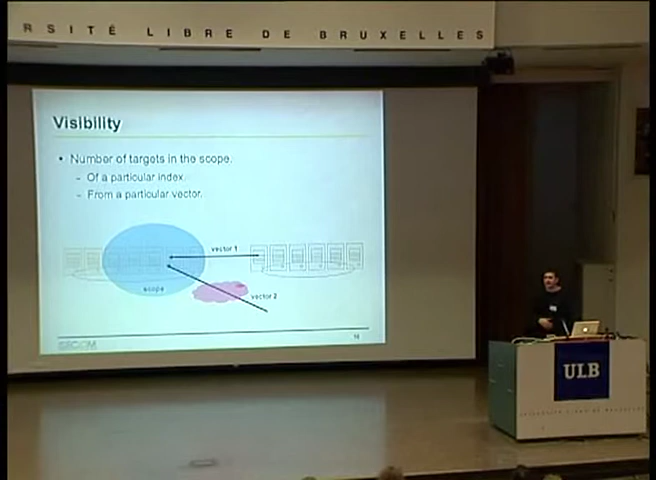 RSITÉ LIBRE DE BRUXELLES
Visibility
• Number of targets in the scope.
– Of a particular index.
– From a particular vector.
vector 1
scope
vector 2
ULB